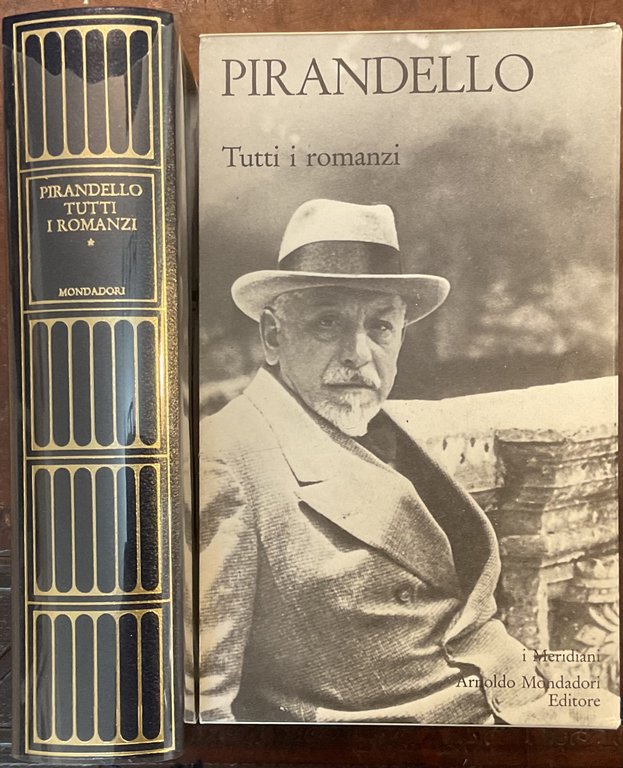 PIRANDELLO
TUTTI
I ROMANZI
*
MONDADORI
PIRANDELLO
Tutti i romanzi
i Meridiani
Arnoldo Mondadori
Editore